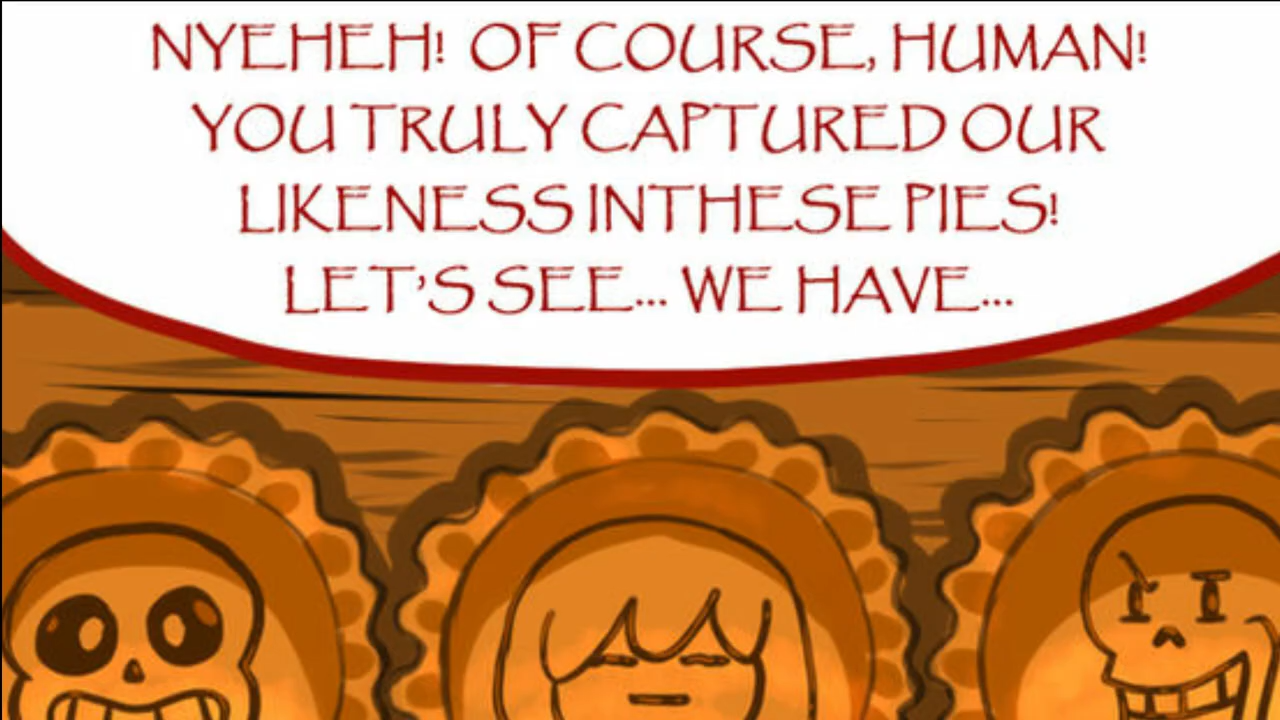 NYEHEH! OF COURSE, HUMAN!
YOU TRULY CAPTURED OUR
LIKENESS INTHESE PIES!
LET'S SEE... WE HAVE...